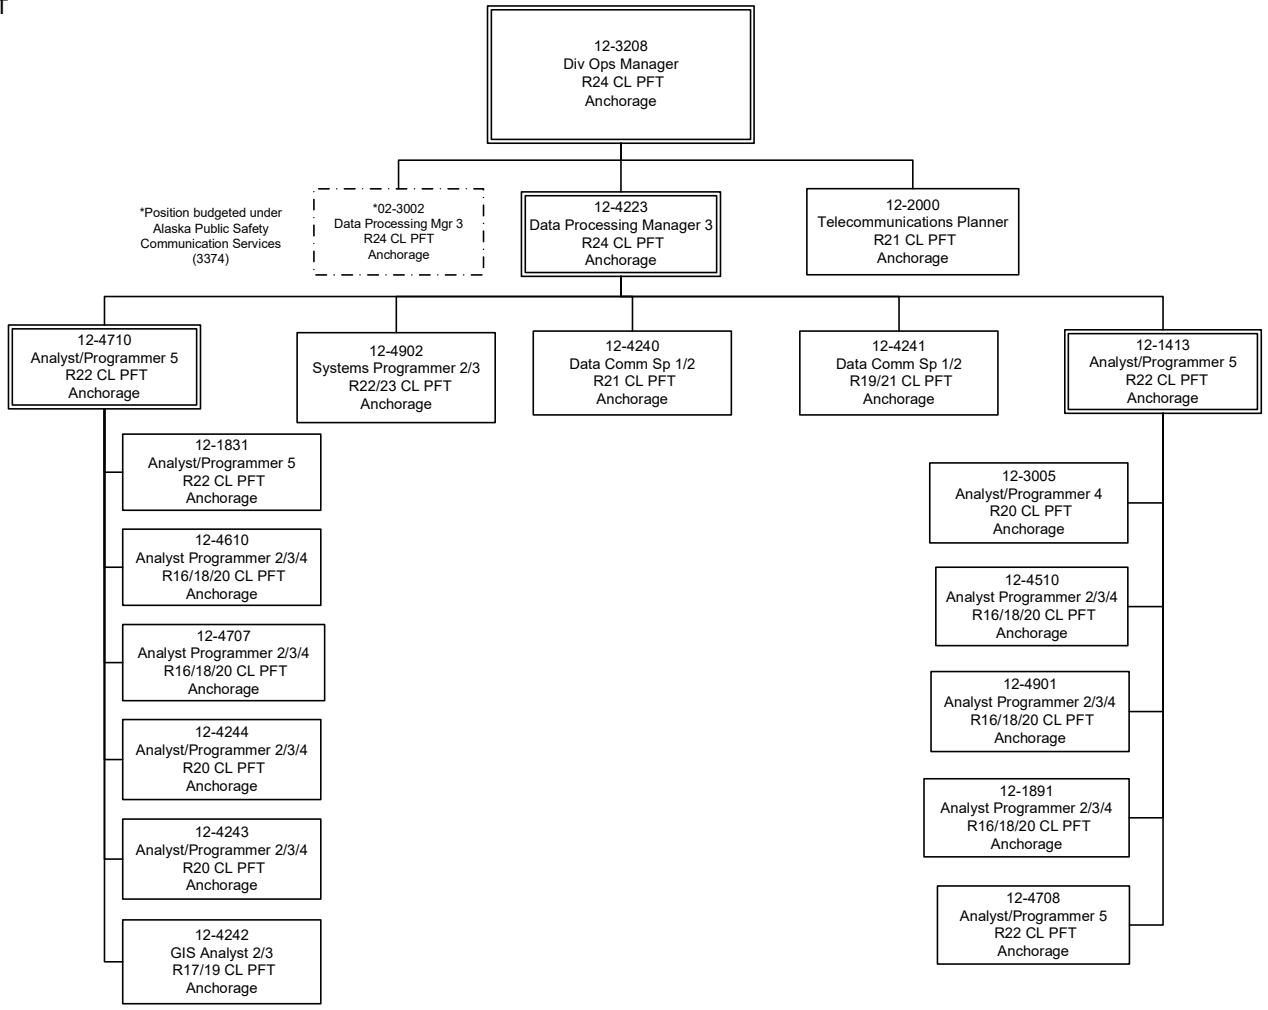 T
12-3208
Div Ops Manager
R24 CL PFT
Anchorage
*Position budgeted under
Alaska Public Safety
Communication Services
(3374)
*02-3002
Data Processing Mgr 3
R24 CL PFT
Anchorage
12-4223
Data Processing Manager 3
R24 CL PFT
Anchorage
12-2000
Telecommunications Planner
R21 CL PFT
Anchorage
12-4710
Analyst/Programmer 5
R22 CL PFT
Anchorage
12-4902
Systems Programmer 2/3
R22/23 CL PFT
Anchorage
12-4240
Data Comm Sp 1/2
R21 CL PFT
Anchorage
12-4241
Data Comm Sp 1/2
R19/21 CL PFT
Anchorage
12-1413
Analyst/Programmer 5
R22 CL PFT
Anchorage
12-1831
Analyst/Programmer 5
R22 CL PFT
Anchorage
12-4610
Analyst Programmer 2/3/4
R16/18/20 CL PFT
Anchorage
12-4707
Analyst Programmer 2/3/4
R16/18/20 CL PFT
Anchorage
12-4244
Analyst/Programmer 2/3/4
R20 CL PFT
Anchorage
12-4243
Analyst/Programmer 2/3/4
R20 CL PFT
Anchorage
12-4242
GIS Analyst 2/3
R17/19 CL PFT
Anchorage
12-3005
Analyst/Programmer 4
R20 CL PFT
Anchorage
12-4510
Analyst Programmer 2/3/4
R16/18/20 CL PFT
Anchorage
12-4901
Analyst Programmer 2/3/4
R16/18/20 CL PFT
Anchorage
12-1891
Analyst Programmer 2/3/4
R16/18/20 CL PFT
Anchorage
12-4708
Analyst/Programmer 5
R22 CL PFT
Anchorage